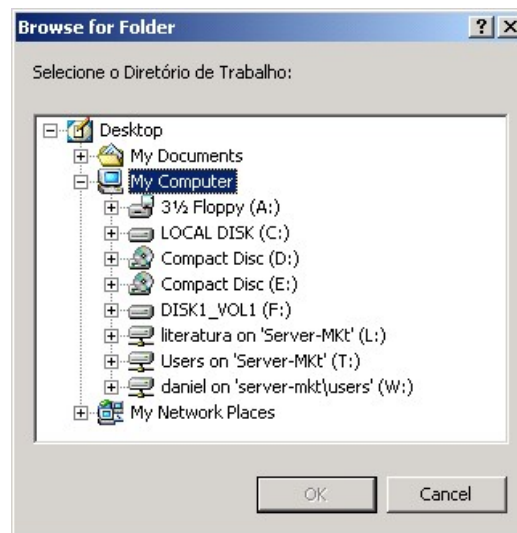 Browse for Folder
Selecione o Diretório de Trabalho:
Desktop
My Documents
My Computer
3½ Floppy (A:)
LOCAL DISK (C:)
Compact Disc (D:)
Compact Disc (E:)
DISK1_VOL1 (F:)
literatura on 'Server-MKt' (L:)
Users on 'Server-MKt' (T:)
daniel on 'server-mkt\users' (W:)
My Network Places
OK Cancel